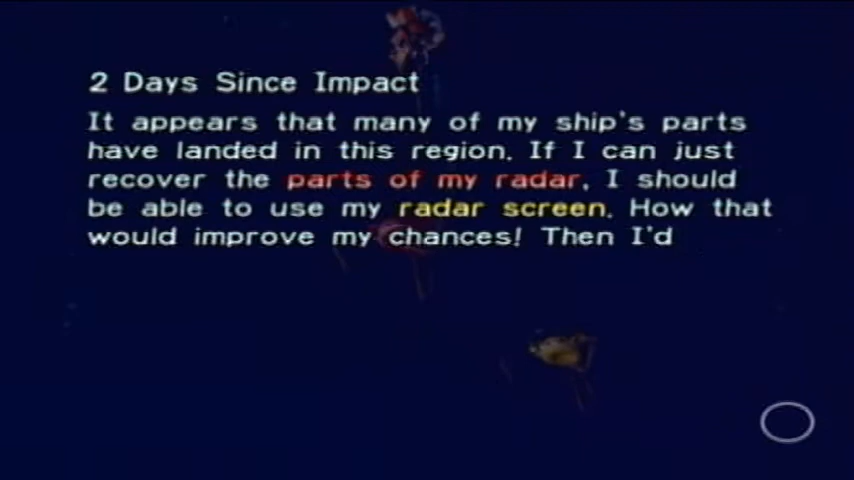 2 Days Since Impact
It appears that many of my ship's parts
have landed in this region. If I can just
recover the parts of my radar, I should
be able to use my radar screen. How that
would improve my chances! Then I'd